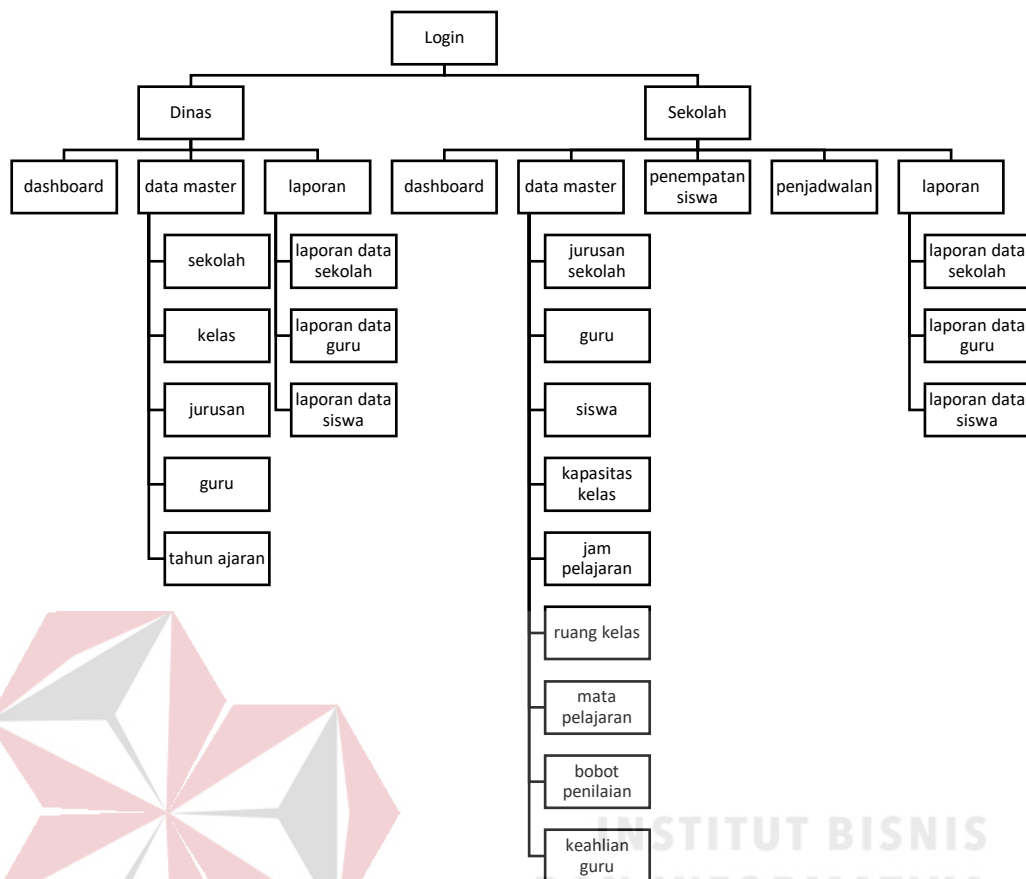 Login
Dinas
Sekolah
dashboard
data master
laporan
dashboard
data master
penempatan
siswa
penjadwalan
laporan
sekolah
kelas
jurusan
guru
tahun ajaran
laporan data
sekolah
laporan data
guru
laporan data
siswa
jurusan
sekolah
guru
siswa
kapasitas
kelas
jam
pelajaran
ruang kelas
mata
pelajaran
bobot
penilaian
keahlian
guru
laporan data
sekolah
laporan data
guru
laporan data
siswa
INSTITUT BISNIS